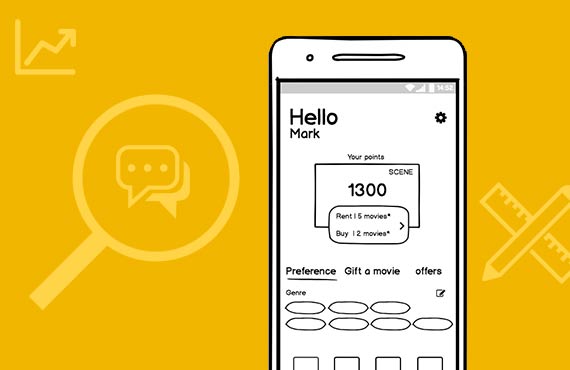 14:52
Hello
Mark
Your points
SCENE
1300
Rent | 5 movies*
Buy | 2 movies*
Preference Gift a movie offers
Genre